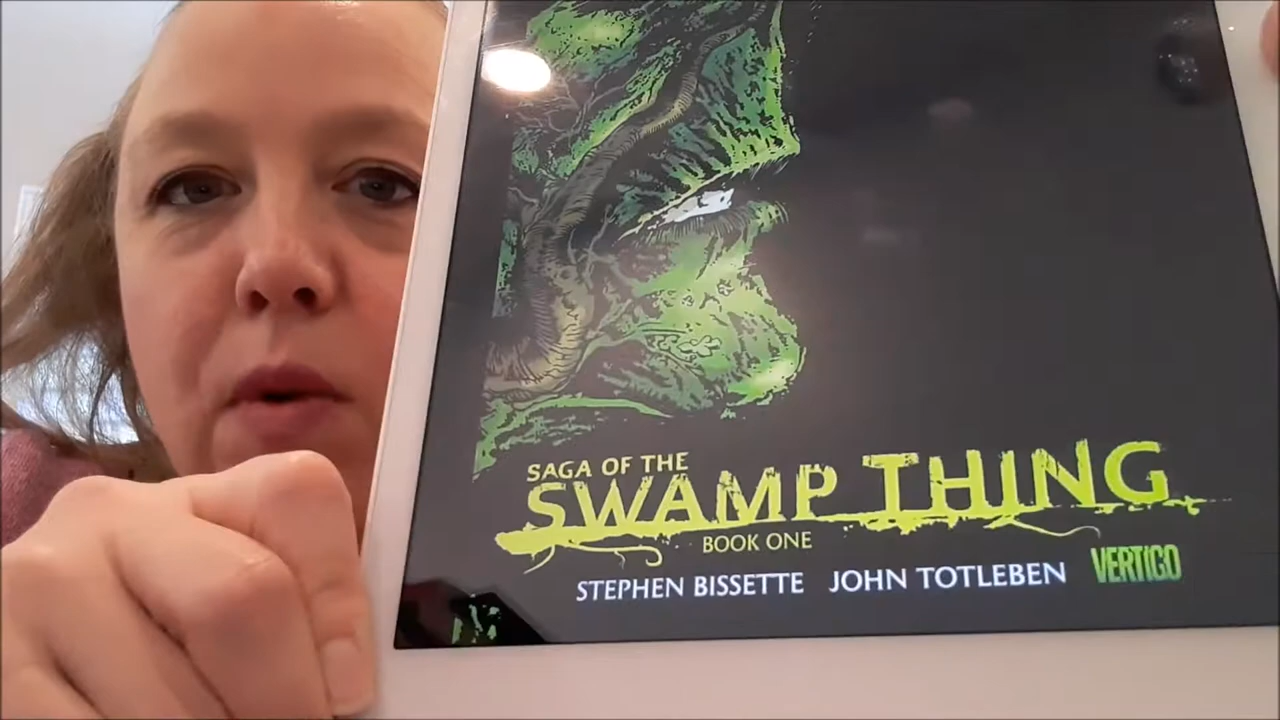 SAGA OF THE
SWAMP THING
BOOK ONE
STEPHEN BISSETTE JOHN TOTLEBEN VERTIGO